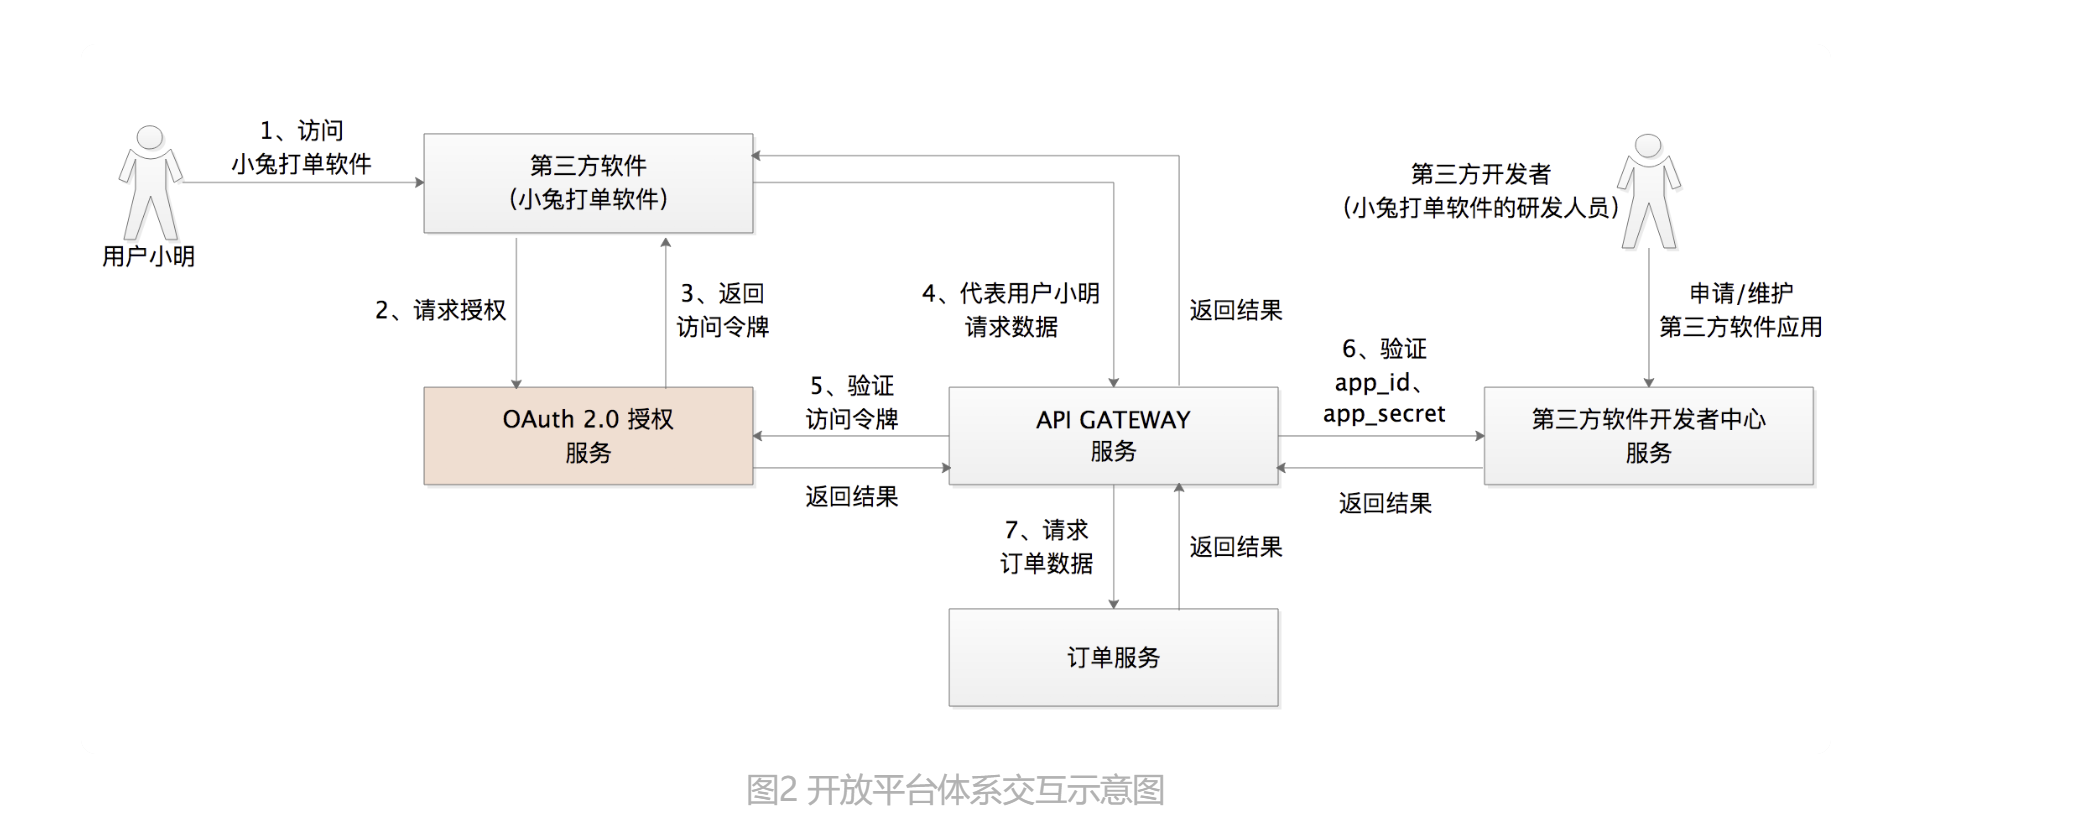 1、访问
小兔打单软件
用户小明
第三方软件
(小兔打单软件)
第三方开发者
(小兔打单软件的研发人员)
2、请求授权
3、返回
访问令牌
4、代表用户小明
请求数据
返回结果
申请/维护
第三方软件应用
OAuth 2.0 授权
服务
5、验证
访问令牌
返回结果
API GATEWAY
服务
6、验证
app_id、
app_secret
返回结果
第三方软件开发者中心
服务
7、请求
订单数据
返回结果
订单服务
图2 开放平台体系交互示意图